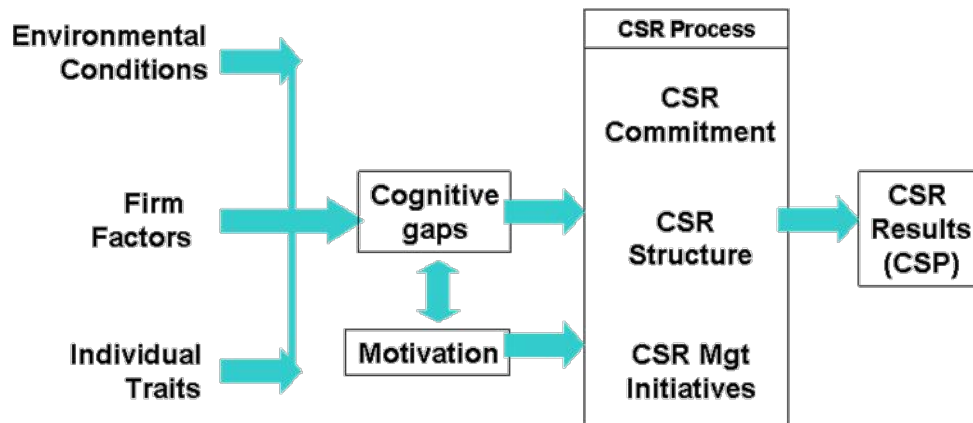 Environmental
Conditions
Firm
Factors
Individual
Traits
Cognitive
gaps
Motivation
CSR Process
CSR
Commitment
CSR
Structure
CSR Mgt
Initiatives
CSR
Results
(CSP)